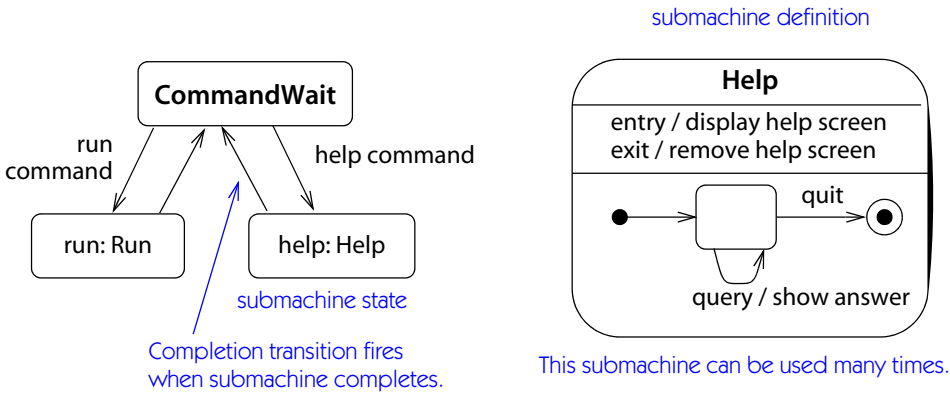 submachine definition
CommandWait
run
command
help command
run: Run
help: Help
submachine state
Completion transition fires
when submachine completes.
Help
entry / display help screen
exit / remove help screen
quit
query / show answer
This submachine can be used many times.